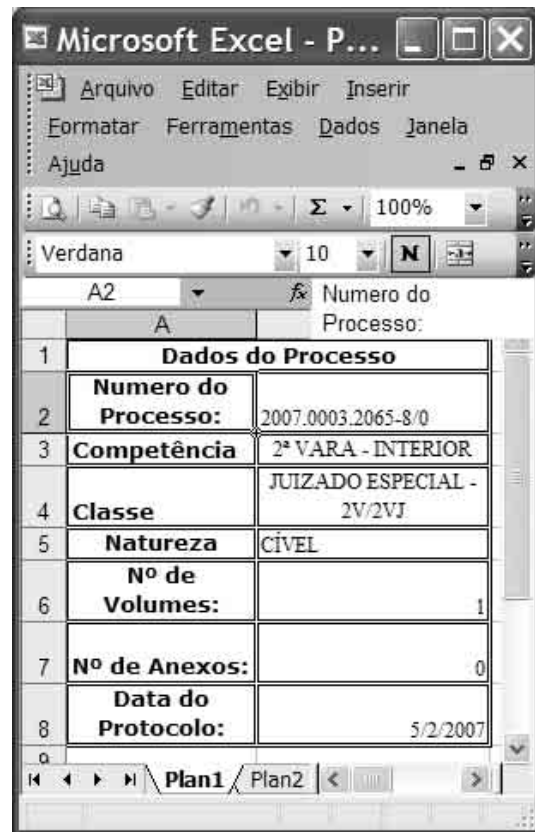 Microsoft Excel - P...
Arquivo Editar Exibir Inserir
Formatar Ferramentas Dados Janela
Ajuda
Σ 100%
Verdana 10 N
A2 fx Numero do
Processo:
A
1 Dados do Processo
Numero do
2 Processo: 2007.0003.2065-8/0
3 Competência 2ª VARA - INTERIOR
JUIZADO ESPECIAL -
4 Classe 2V/2VJ
5 Natureza CÍVEL
Nº de
6 Volumes: 1
7 Nº de Anexos: 0
Data do
8 Protocolo: 5/2/2007
9
Plan1 Plan2